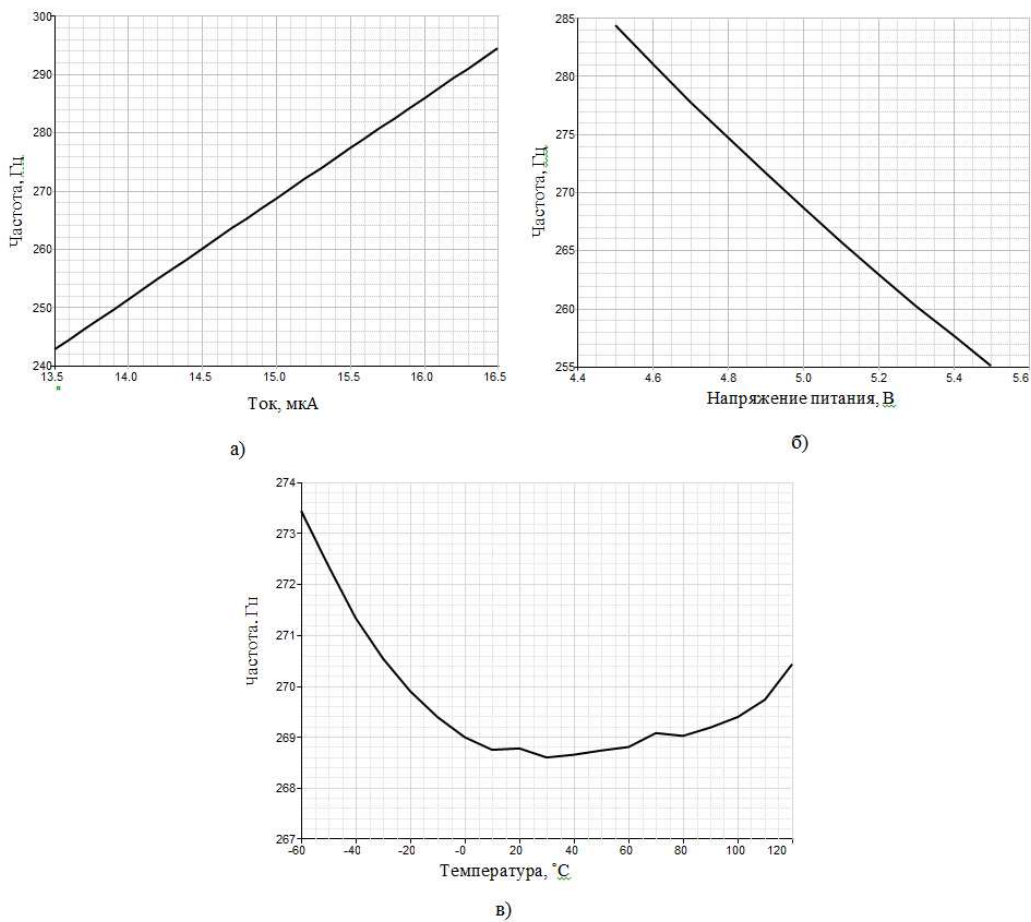 300
290
280
270
260
250
240
13.5 14.0 14.5 15.0 15.5 16.0 16.5
Частота, Гц
Ток, мкА
а)
285
280
275
270
265
260
255
4.4 4.6 4.8 5.0 5.2 5.4 5.6
Частота, Гц
Напряжение питания, В
б)
274
273
272
271
270
269
268
267
-60 -40 -20 -0 20 40 60 80 100 120
Частота. Гц
Температура, ˚С
в)